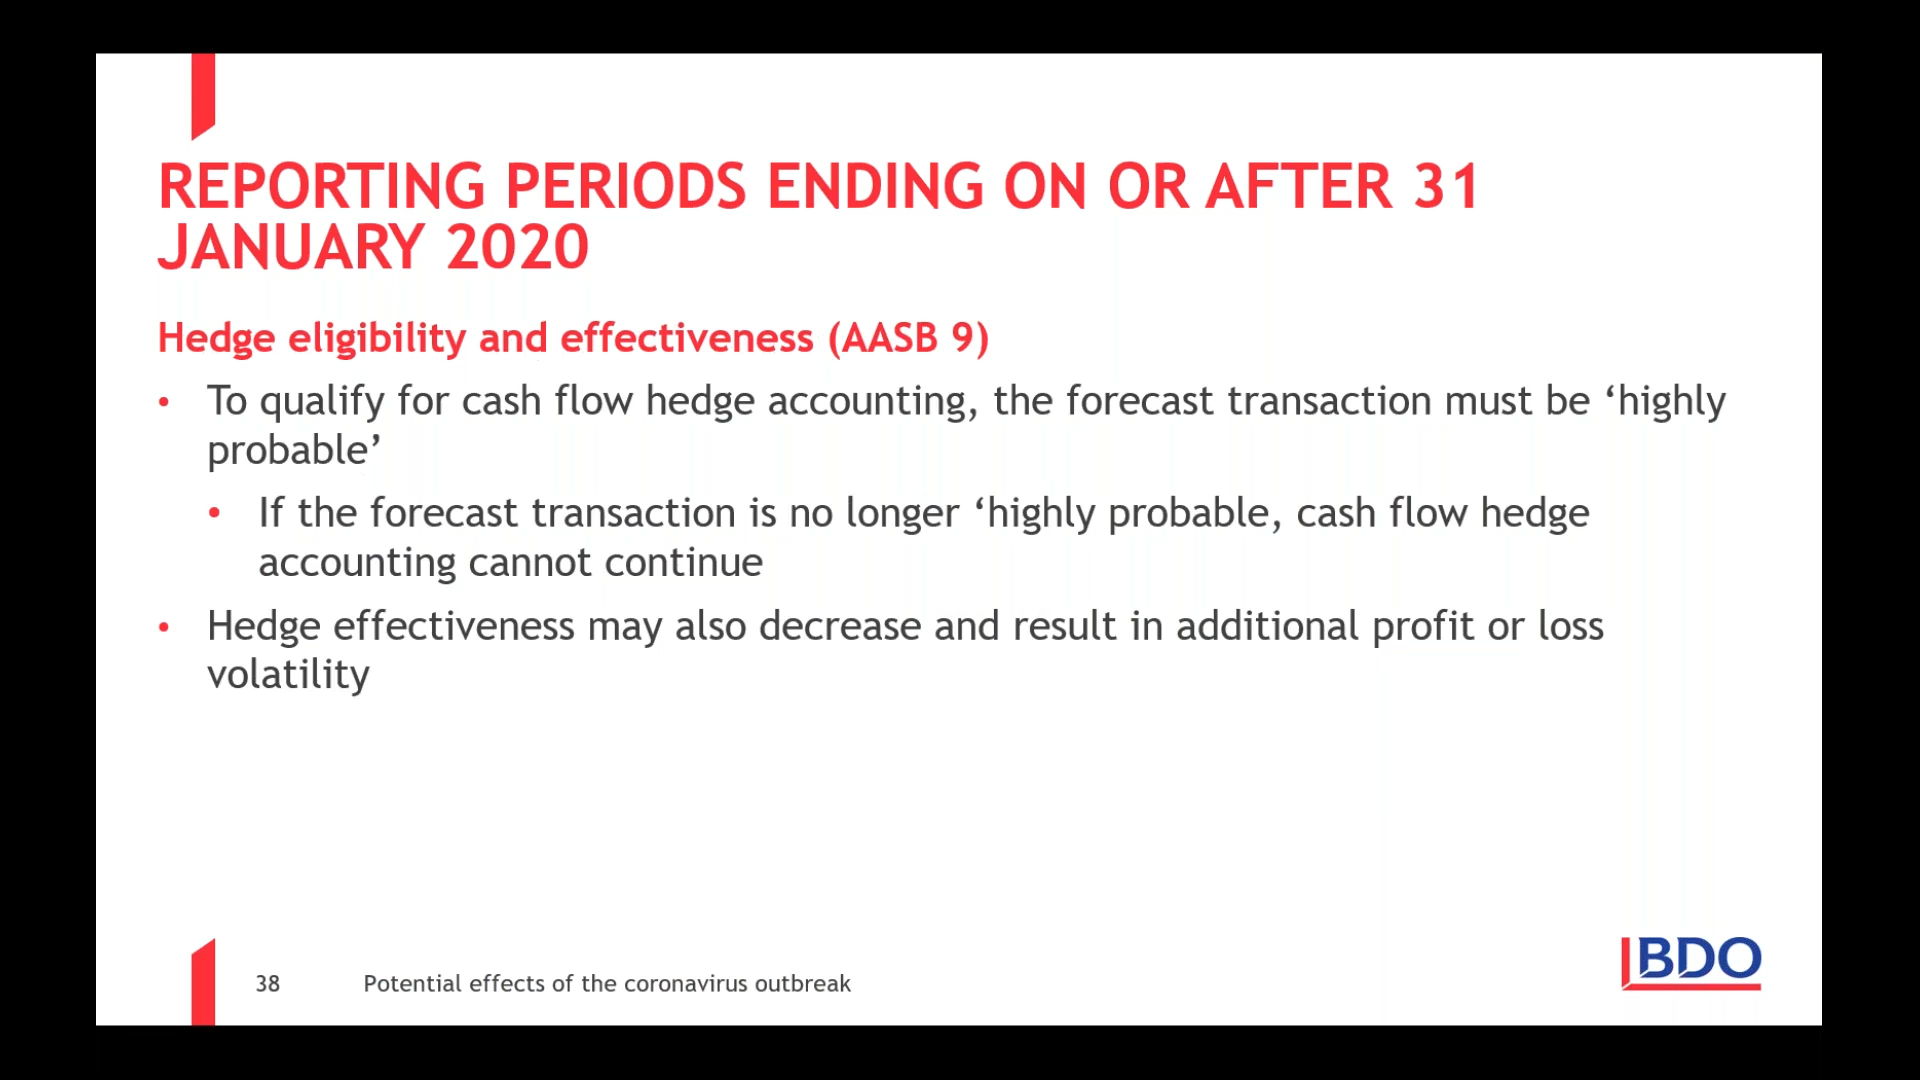 REPORTING PERIODS ENDING ON OR AFTER 31
JANUARY 2020
Hedge eligibility and effectiveness (AASB 9)
• To qualify for cash flow hedge accounting, the forecast transaction must be ‘highly
probable’
• If the forecast transaction is no longer ‘highly probable, cash flow hedge
accounting cannot continue
• Hedge effectiveness may also decrease and result in additional profit or loss
volatility
38 Potential effects of the coronavirus outbreak
BDO